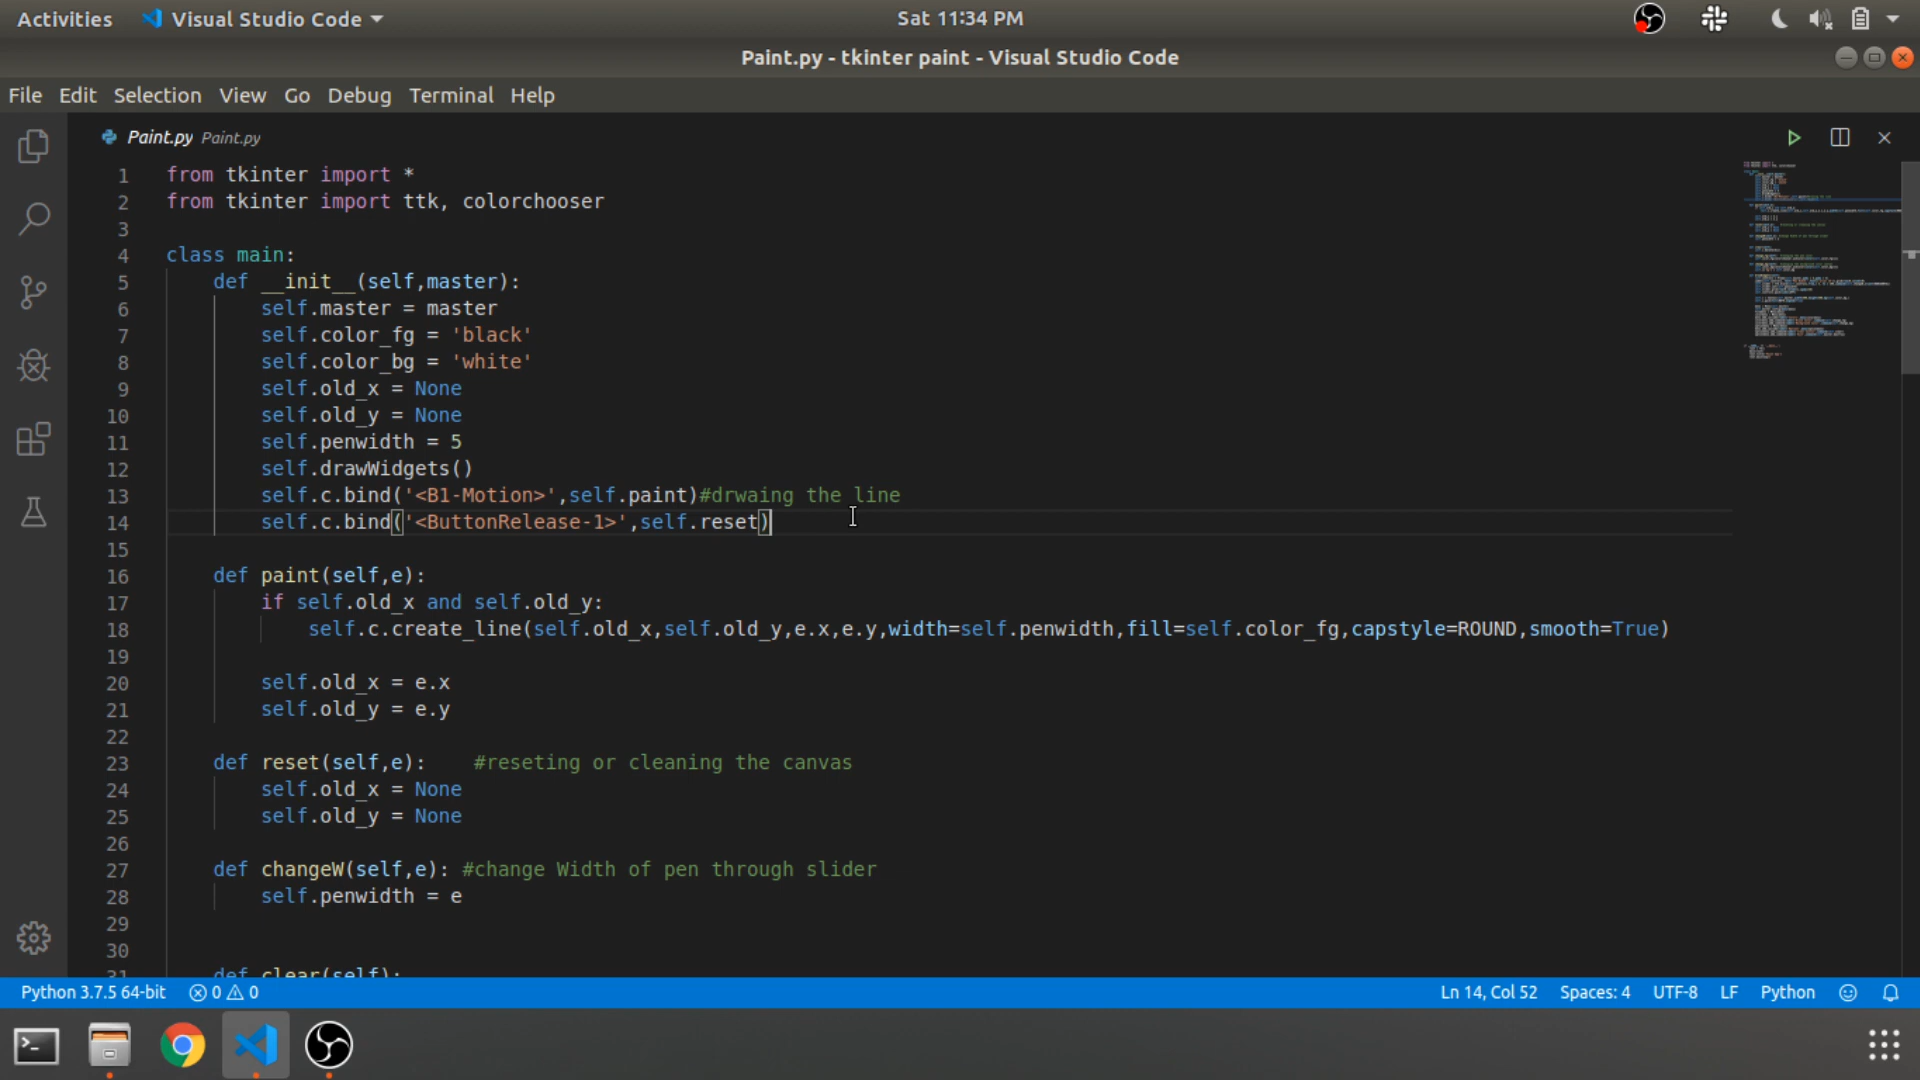 Activities Visual Studio Code Sat 11:34 PM
Paint.py - tkinter paint - Visual Studio Code
File Edit Selection View Go Debug Terminal Help
Paint.py Paint.py
1 from tkinter import *
2 from tkinter import ttk, colorchooser
3
4 class main:
5 def __init__(self,master):
6 self.master = master
7 self.color_fg = 'black'
8 self.color_bg = 'white'
9 self.old_x = None
10 self.old_y = None
11 self.penwidth = 5
12 self.drawWidgets()
13 self.c.bind('<B1-Motion>',self.paint)#drwaing the line
14 self.c.bind('<ButtonRelease-1>',self.reset)
15
16 def paint(self,e):
17 if self.old_x and self.old_y:
18 self.c.create_line(self.old_x,self.old_y,e.x,e.y,width=self.penwidth,fill=self.color_fg,capstyle=ROUND,smooth=True)
19
20 self.old_x = e.x
21 self.old_y = e.y
22
23 def reset(self,e): #reseting or cleaning the canvas
24 self.old_x = None
25 self.old_y = None
26
27 def changeW(self,e): #change Width of pen through slider
28 self.penwidth = e
29
30
31 def clear(self):
Python 3.7.5 64-bit 0 0 Ln 14, Col 52 Spaces: 4 UTF-8 LF Python